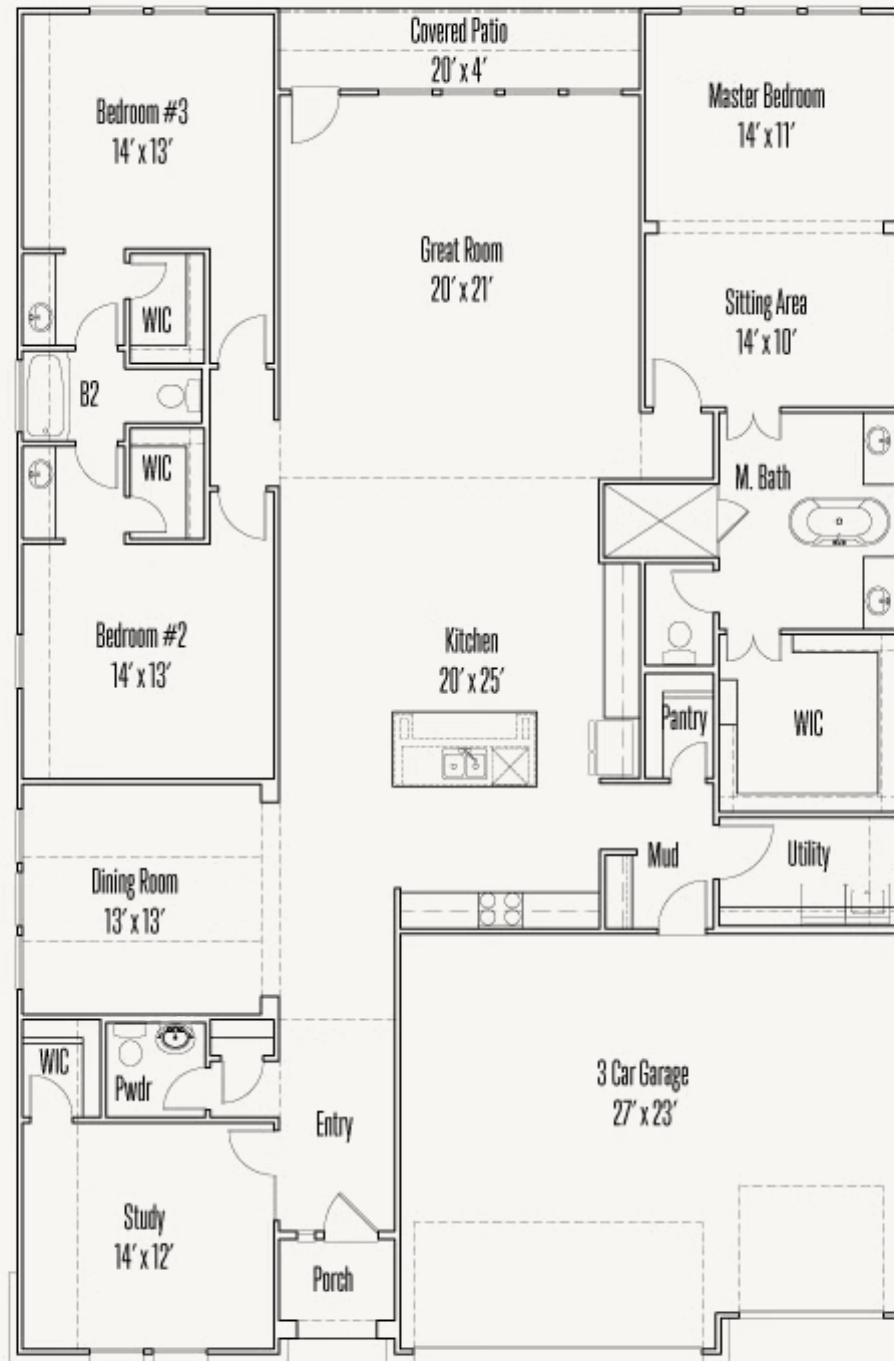 Covered Patio
20' x 4'
Bedroom #3
14' x 13'
Master Bedroom
14' x 11'
Great Room
20' x 21'
Sitting Area
14' x 10'
WIC
B2
WIC
M. Bath
Bedroom #2
14' x 13'
Kitchen
20' x 25'
Pantry
WIC
Mud
Utility
Dining Room
13' x 13'
WIC
Pwdr
3 Car Garage
27' x 23'
Entry
Study
14' x 12'
Porch